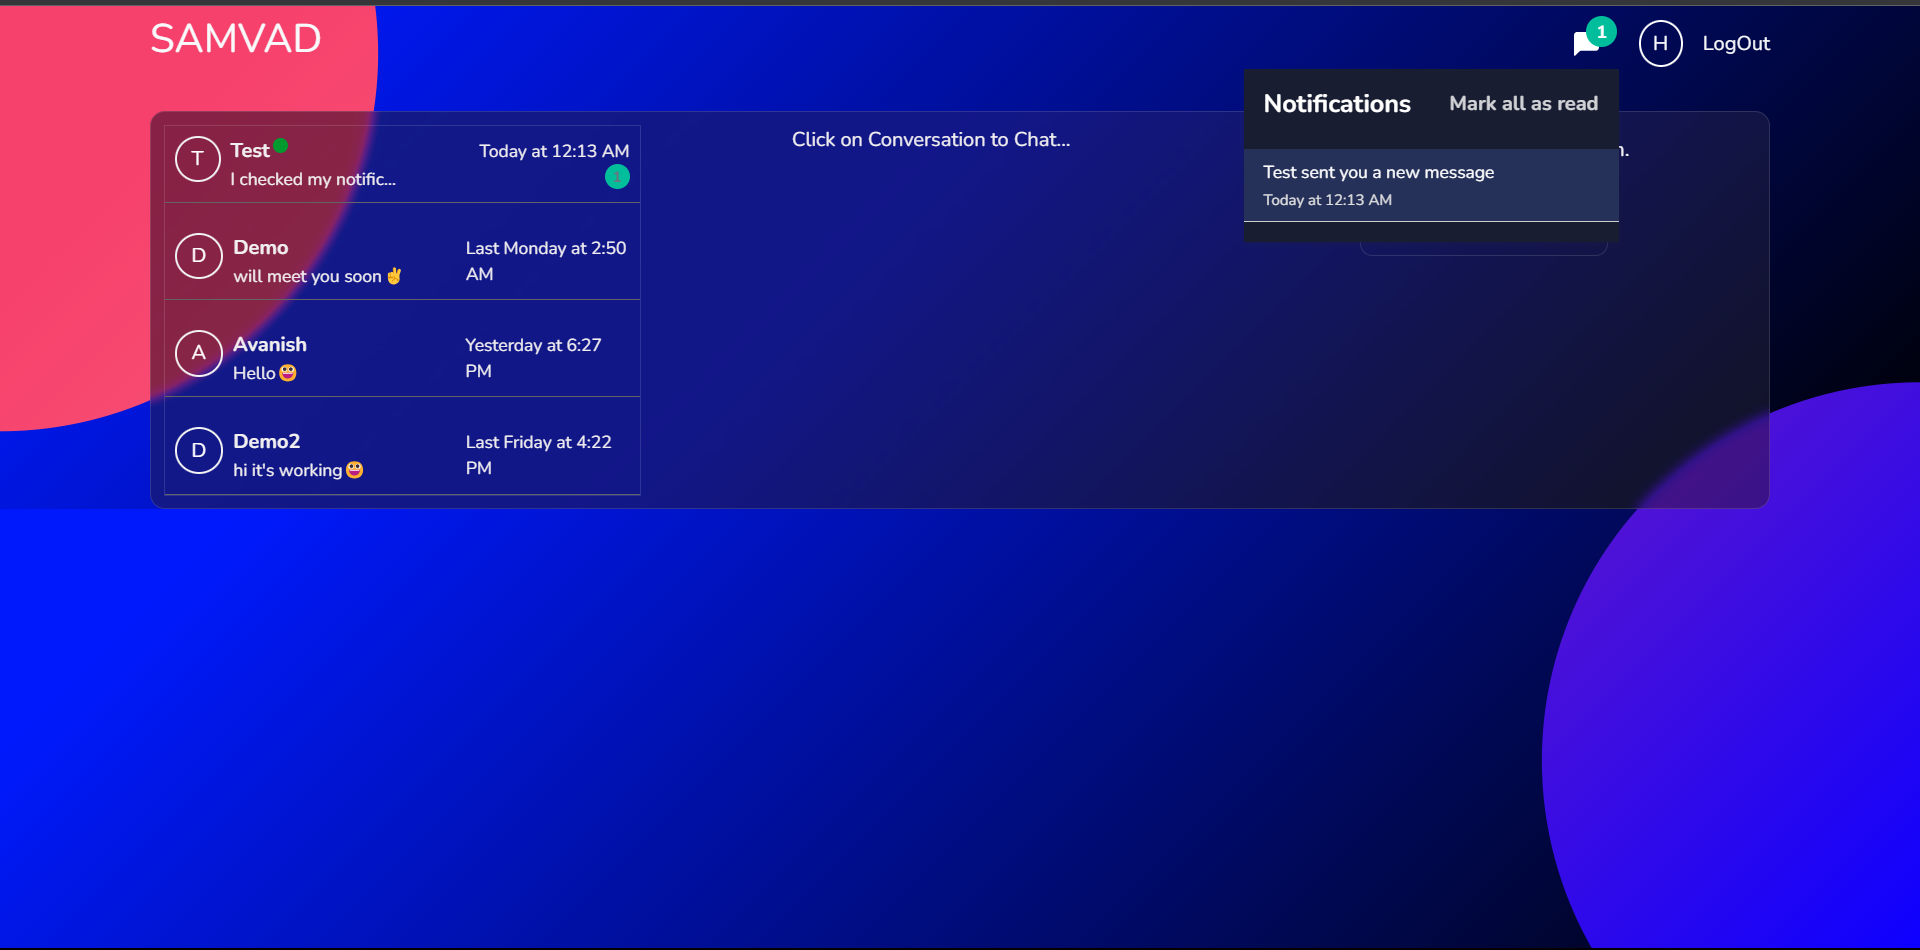 SAMVAD
1
H
LogOut
Notifications
Mark all as read
Test sent you a new message
Today at 12:13 AM
T
Test
Today at 12:13 AM
I checked my notific...
1
D
Demo
Last Monday at 2:50
AM
will meet you soon ✌
A
Avanish
Yesterday at 6:27
PM
Hello 😀
D
Demo2
Last Friday at 4:22
PM
hi it's working 😀
Click on Conversation to Chat...